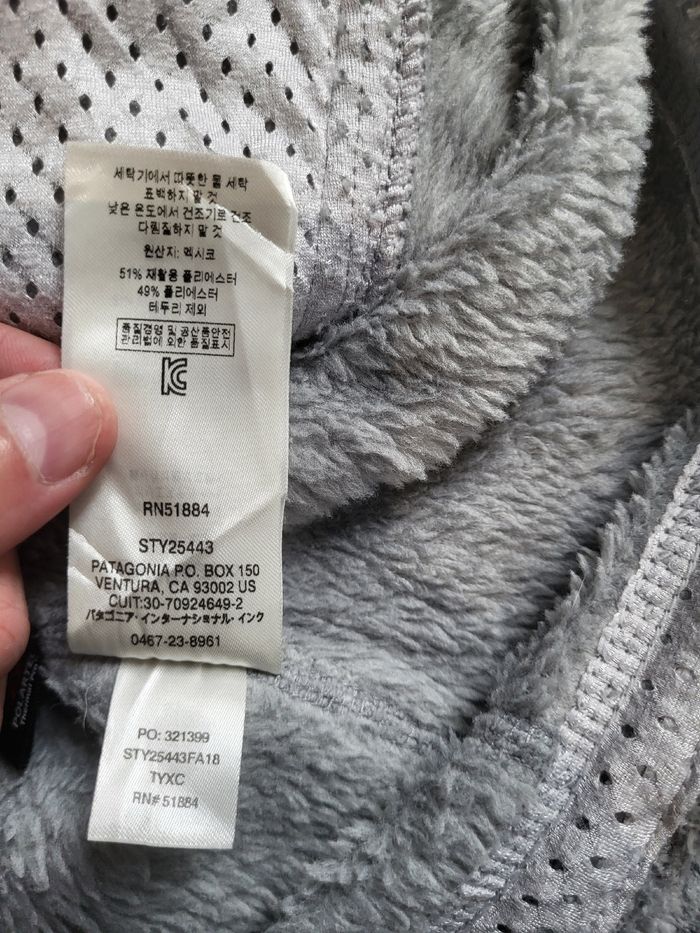 세탁기에서 따뜻한 물 세탁
표백하지 말 것
낮은 온도에서 건조기로 건조
다림질하지 말 것
원산지: 멕시코
51% 재활용 폴리에스터
49% 폴리에스터
테두리 제외
품질경영 및 공산품안전
관리법에 의한 품질표시
RN51884
STY25443
PATAGONIA P.O. BOX 150
VENTURA, CA 93002 US
CUIT:30-70924649-2
パタゴニア・インターナショナル・インク
0467-23-8961
PO: 321399
STY25443FA18
TYXC
RN# 51884